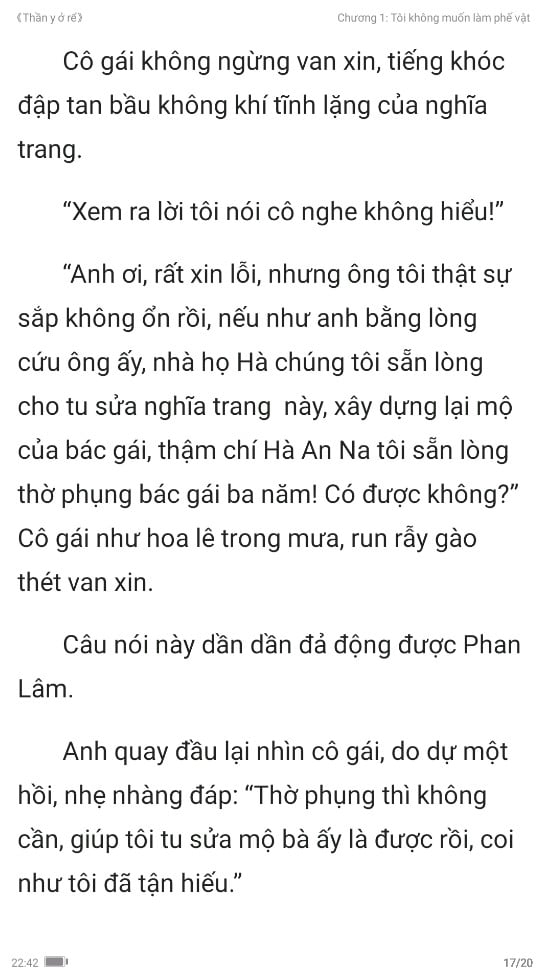 《Thần y ở rể》
Chương 1: Tôi không muốn làm phế vật
Cô gái không ngừng van xin, tiếng khóc
đập tan bầu không khí tĩnh lặng của nghĩa
trang.
“Xem ra lời tôi nói cô nghe không hiểu!”
“Anh ơi, rất xin lỗi, nhưng ông tôi thật sự
sắp không ổn rồi, nếu như anh bằng lòng
cứu ông ấy, nhà họ Hà chúng tôi sẵn lòng
cho tu sửa nghĩa trang  này, xây dựng lại mộ
của bác gái, thậm chí Hà An Na tôi sẵn lòng
thờ phụng bác gái ba năm! Có được không?”
Cô gái như hoa lê trong mưa, run rẫy gào
thét van xin.
Câu nói này dần dần đả động được Phan
Lâm.
Anh quay đầu lại nhìn cô gái, do dự một
hồi, nhẹ nhàng đáp: “Thờ phụng thì không
cần, giúp tôi tu sửa mộ bà ấy là được rồi, coi
như tôi đã tận hiếu.”
22:42
17/20